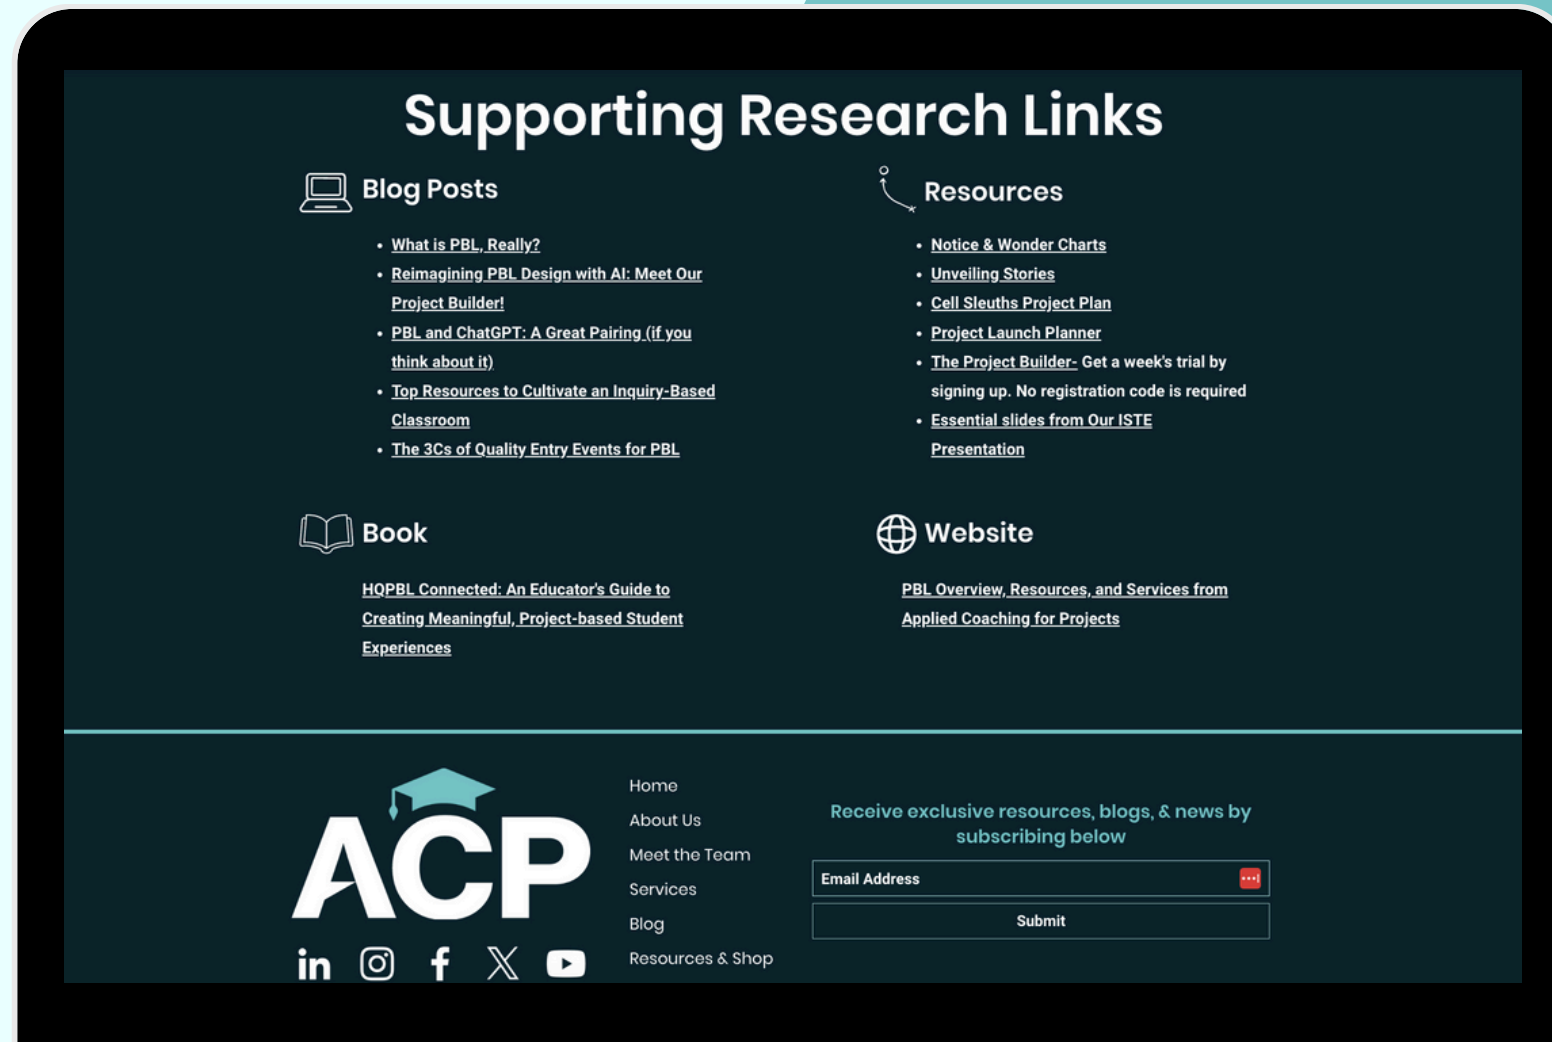 Supporting Research Links
Blog Posts
• What is PBL, Really?
• Reimagining PBL Design with AI: Meet Our
Project Builder!
• PBL and ChatGPT: A Great Pairing (if you
think about it)
• Top Resources to Cultivate an Inquiry-Based
Classroom
• The 3Cs of Quality Entry Events for PBL
Resources
• Notice & Wonder Charts
• Unveiling Stories
• Cell Sleuths Project Plan
• Project Launch Planner
• The Project Builder- Get a week's trial by
signing up. No registration code is required
• Essential slides from Our ISTE
Presentation
Book
HQPBL Connected: An Educator's Guide to
Creating Meaningful, Project-based Student
Experiences
Website
PBL Overview, Resources, and Services from
Applied Coaching for Projects
ACP
in
Home
About Us
Meet the Team
Services
Blog
Resources & Shop
Receive exclusive resources, blogs, & news by
subscribing below
Email Address
Submit